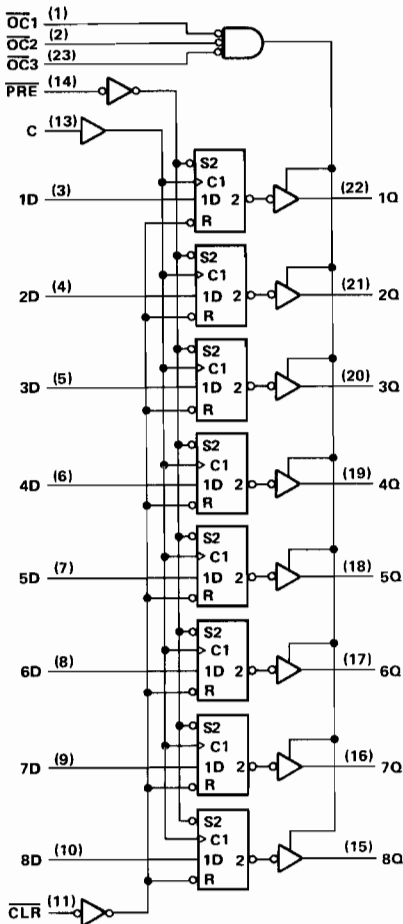 OC1 (1)
OC2 (2)
OC3 (23)
PRE (14)
C (13)
S2
C1
1D (3) 1D 2 (22) 1Q
R
S2
C1
2D (4) 1D 2 (21) 2Q
R
S2
C1
3D (5) 1D 2 (20) 3Q
R
S2
C1
4D (6) 1D 2 (19) 4Q
R
S2
C1
5D (7) 1D 2 (18) 5Q
R
S2
C1
6D (8) 1D 2 (17) 6Q
R
S2
C1
7D (9) 1D 2 (16) 7Q
R
S2
C1
8D (10) 1D 2 (15) 8Q
R
CLR (11)